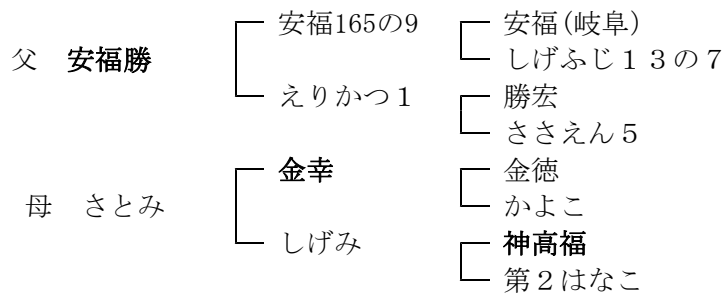 安福165の9 安福(岐阜)
父 安福勝 しげふじ１３の７
えりかつ１ 勝宏
ささえん５
金幸 金徳
母 さとみ かよこ
しげみ 神高福
第２はなこ